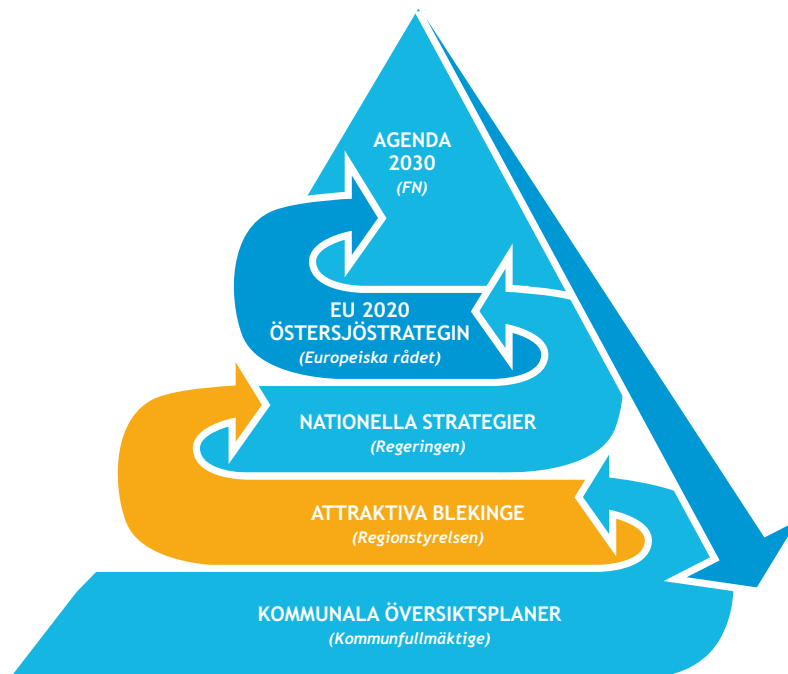 AGENDA
2030
(FN)
EU 2020
ÖSTERSJÖSTRATEGIN
(Europeiska rådet)
NATIONELLA STRATEGIER
(Regeringen)
ATTRAKTIVA BLEKINGE
(Regionstyrelsen)
KOMMUNALA ÖVERSIKTSPLANER
(Kommunfullmäktige)